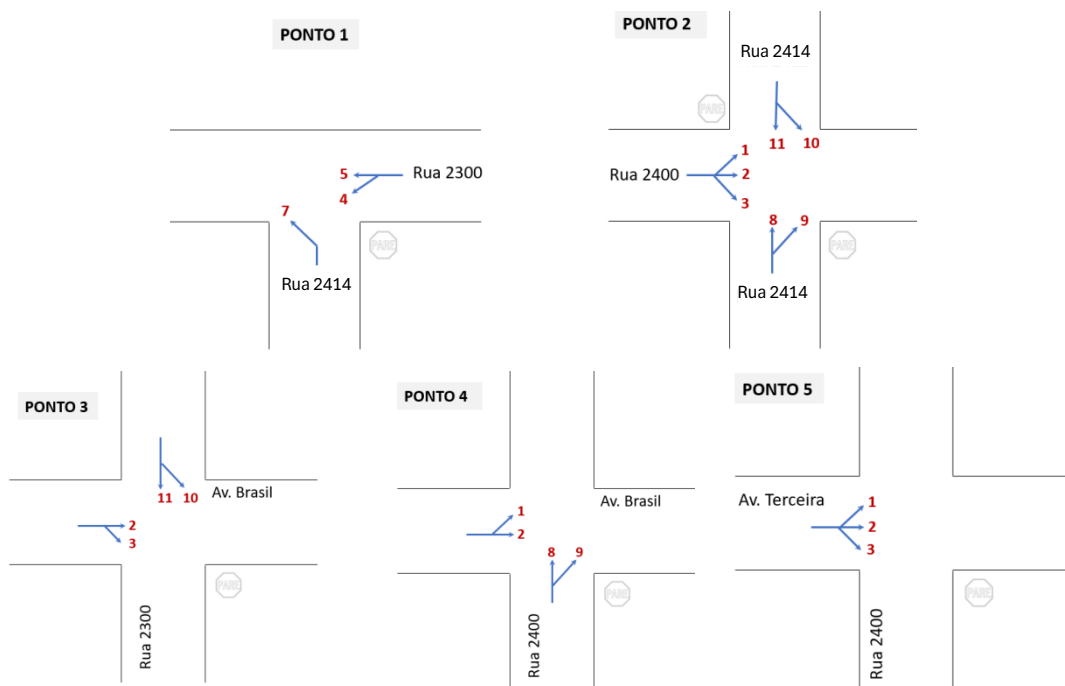 PONTO 1
5
Rua 2300
4
7
PARE
Rua 2414
PONTO 2
Rua 2414
PARE
11
10
1
Rua 2400
2
3
8
9
PARE
Rua 2414
PONTO 3
11
10
Av. Brasil
2
3
PARE
Rua 2300
PONTO 4
Av. Brasil
1
2
8
9
PARE
Rua 2400
PONTO 5
Av. Terceira
1
2
3
PARE
Rua 2400